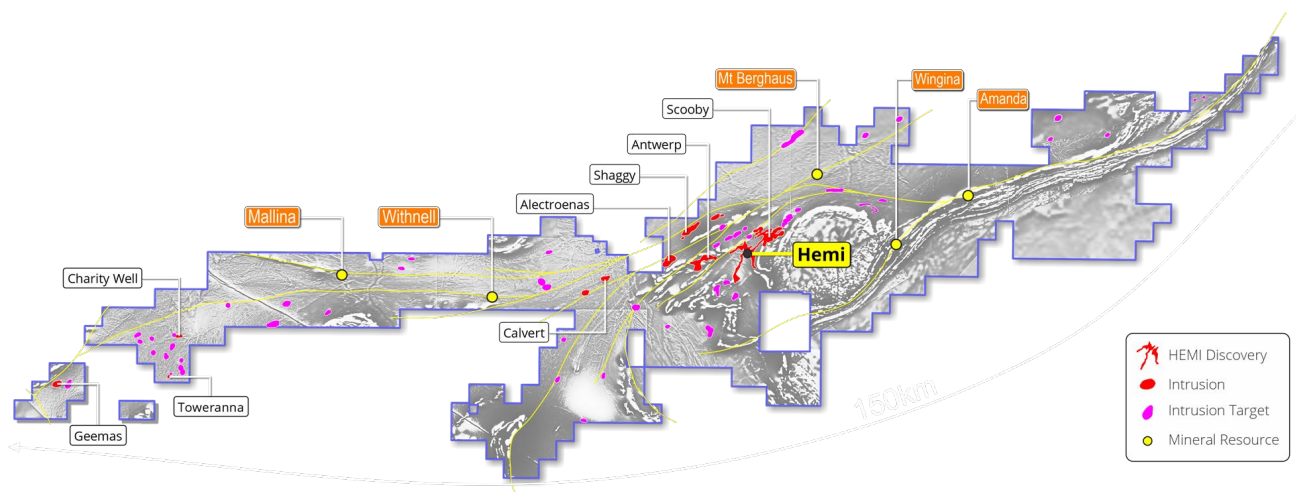 Mt Berghaus
Wingina
Amanda
Scooby
Antwerp
Shaggy
Alectroenas
Mallina
Withnell
Hemi
Charity Well
Calvert
Toweranna
Geemas
150km
HEMI Discovery
Intrusion
Intrusion Target
Mineral Resource